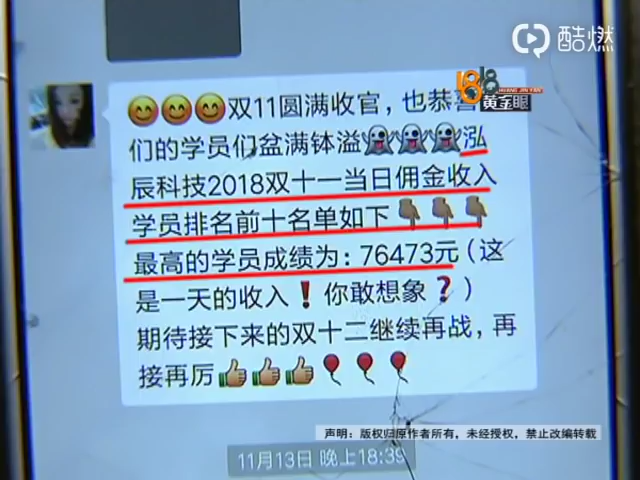 酷燃
1818
HUANG JIN YAN
黄金眼
😊😊😊双11圆满收官，也恭喜
们的学员们盆满钵溢👻👻👻泓
辰科技2018双十一当日佣金收入
学员排名前十名单如下👇🏾👇🏾👇🏾
最高的学员成绩为：76473元（这
是一天的收入❗你敢想象❓）
期待接下来的双十二继续再战，再
接再厉👍🏽👍🏽👍🏽🎈🎈🎈
声明：版权归原作者所有，未经授权，禁止改编转载
11月13日 晚上18:39